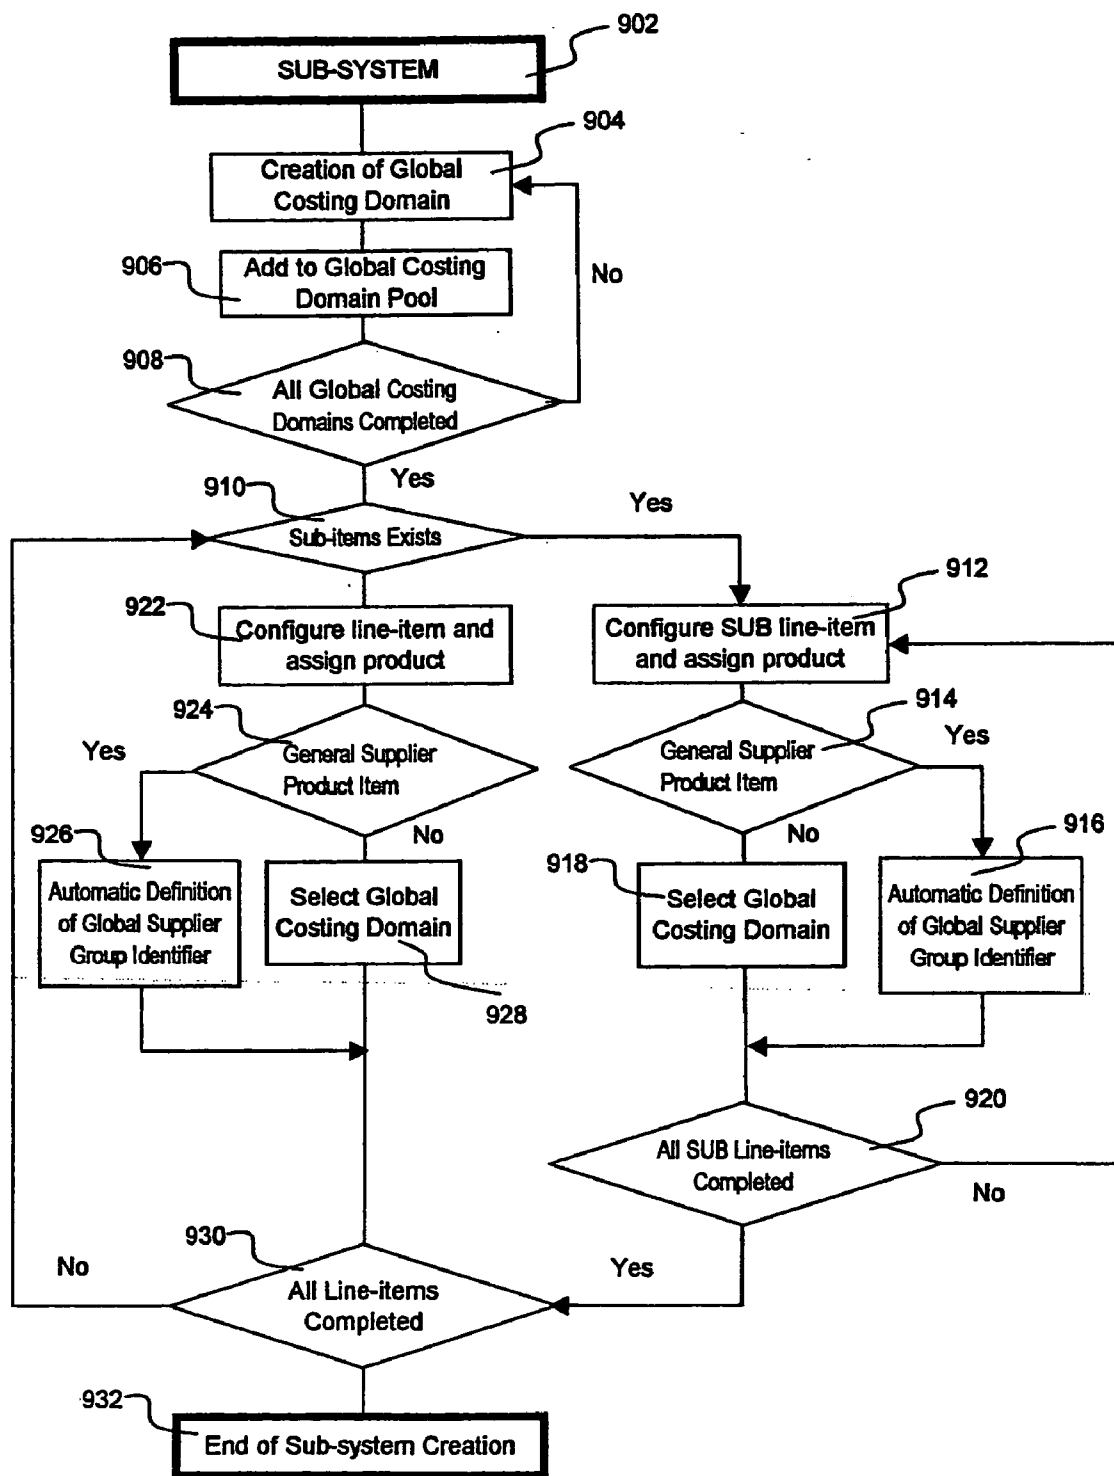 902
SUB-SYSTEM
904
Creation of Global
Costing Domain
906
Add to Global Costing
Domain Pool
No
908
All Global Costing
Domains Completed
Yes
910
Sub-items Exists
Yes
912
922
Configure line-item and
assign product
Configure SUB line-item
and assign product
924
Yes
General Supplier
Product Item
No
914
General Supplier
Product Item
Yes
No
926
Automatic Definition
of Global Supplier
Group Identifier
Select Global
Costing Domain
928
918
Select Global
Costing Domain
916
Automatic Definition
of Global Supplier
Group Identifier
920
All SUB Line-items
Completed
No
Yes
930
No
All Line-items
Completed
932
End of Sub-system Creation